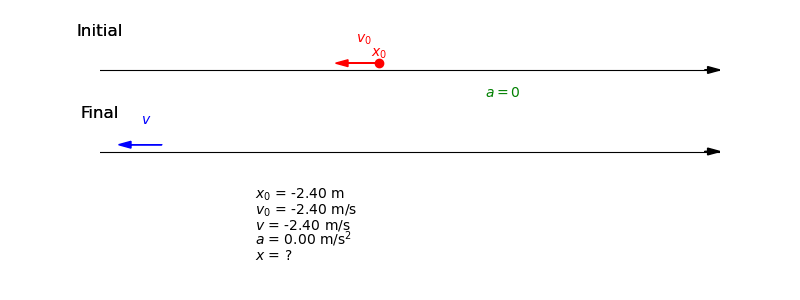 Initial
v₀
x₀
a = 0
Final
v
x₀ = -2.40 m
v₀ = -2.40 m/s
v = -2.40 m/s
a = 0.00 m/s²
x = ?